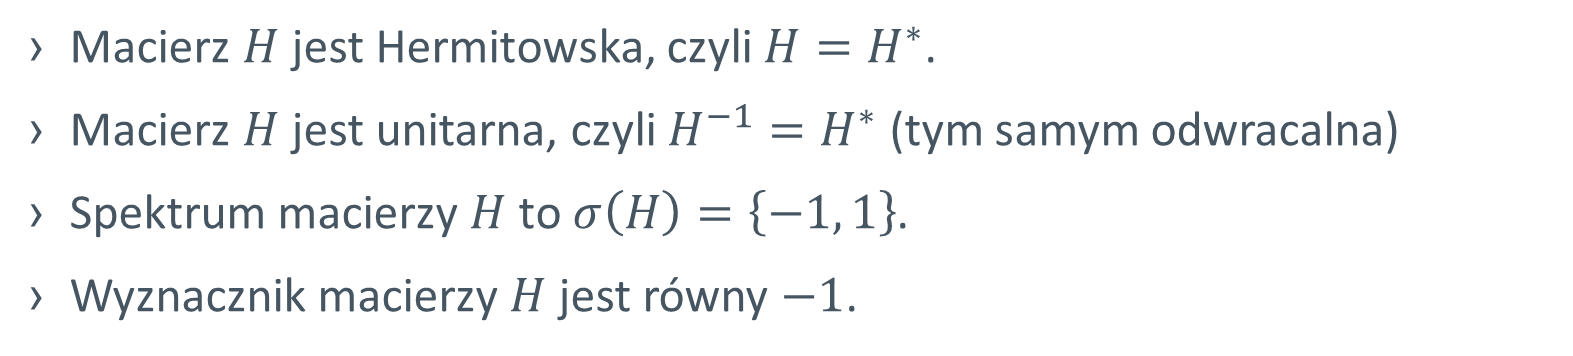 › Macierz 𝐻 jest Hermitowska, czyli 𝐻 = 𝐻*.
› Macierz 𝐻 jest unitarna, czyli 𝐻⁻¹ = 𝐻* (tym samym odwracalna)
› Spektrum macierzy 𝐻 to 𝜎(𝐻) = {−1, 1}.
› Wyznacznik macierzy 𝐻 jest równy −1.